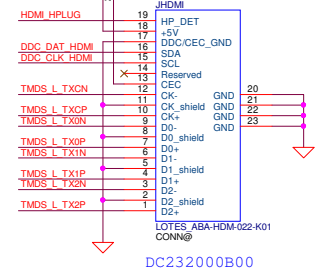 JHDMI
HDMI_HPLUG 19 HP_DET
18 +5V
17 DDC/CEC_GND
DDC_DAT_HDMI 16 SDA
DDC_CLK_HDMI 15 SCL
14 Reserved
13 CEC
TMDS_L_TXCN 12 CK- GND 20
11 CK_shield GND 21
TMDS_L_TXCP 10 CK+ GND 22
TMDS_L_TX0N 9 D0- GND 23
8 D0_shield
TMDS_L_TX0P 7 D0+
TMDS_L_TX1N 6 D1-
5 D1_shield
TMDS_L_TX1P 4 D1+
TMDS_L_TX2N 3 D2-
2 D2_shield
TMDS_L_TX2P 1 D2+
LOTES_ABA-HDM-022-K01
CONN@
DC232000B00